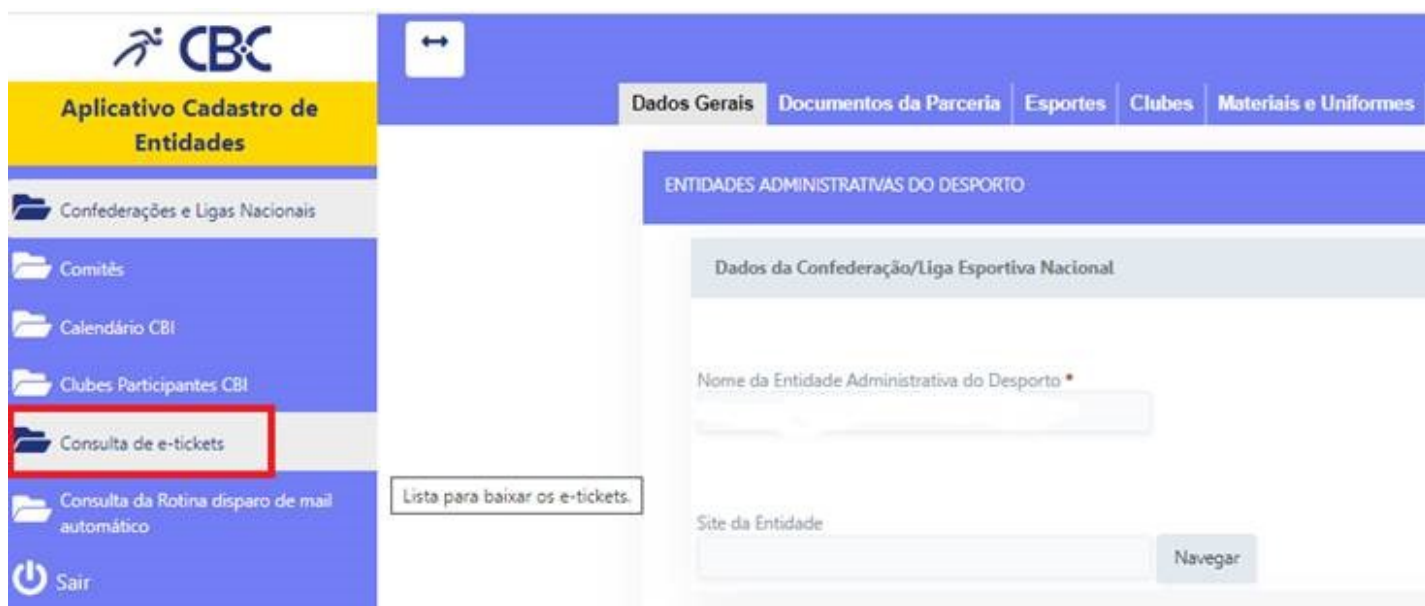 CBC
Aplicativo Cadastro de
Entidades
Confederações e Ligas Nacionais
Comitês
Calendário CBI
Clubes Participantes CBI
Consulta de e-tickets
Consulta da Rotina disparo de mail
automático
Sair
Dados Gerais Documentos da Parceria Esportes Clubes Materiais e Uniformes
ENTIDADES ADMINISTRATIVAS DO DESPORTO
Dados da Confederação/Liga Esportiva Nacional
Nome da Entidade Administrativa do Desporto *
Lista para baixar os e-tickets.
Site da Entidade
Navegar